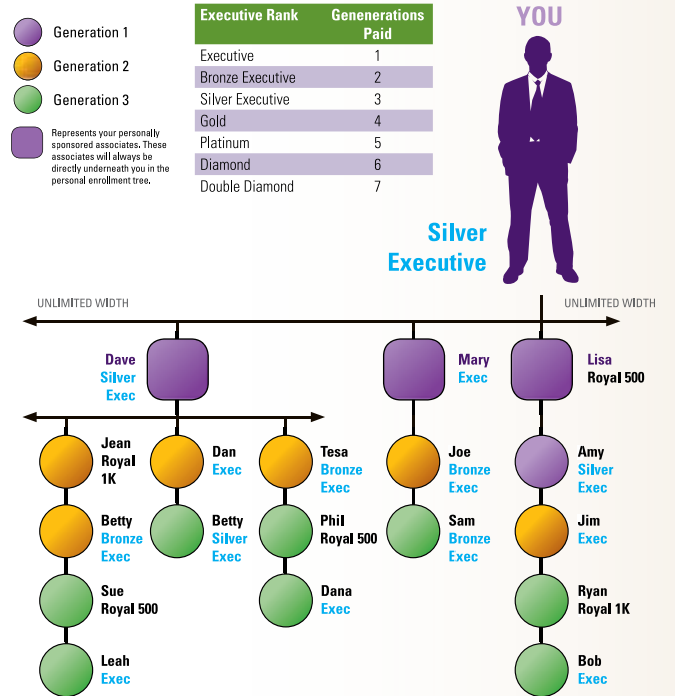 Generation 1
Generation 2
Generation 3
Represents your personally
sponsored associates. These
associates will always be
directly underneath you in the
personal enrollment tree.
Executive Rank Genenerations
Paid
Executive 1
Bronze Executive 2
Silver Executive 3
Gold 4
Platinum 5
Diamond 6
Double Diamond 7
YOU
Silver
Executive
UNLIMITED WIDTH UNLIMITED WIDTH
Dave
Silver
Exec
Mary
Exec
Lisa
Royal 500
Jean
Royal
1K
Dan
Exec
Tesa
Bronze
Exec
Joe
Bronze
Exec
Amy
Silver
Exec
Betty
Bronze
Exec
Betty
Silver
Exec
Phil
Royal 500
Sam
Bronze
Exec
Jim
Exec
Sue
Royal 500
Dana
Exec
Ryan
Royal 1K
Leah
Exec
Bob
Exec